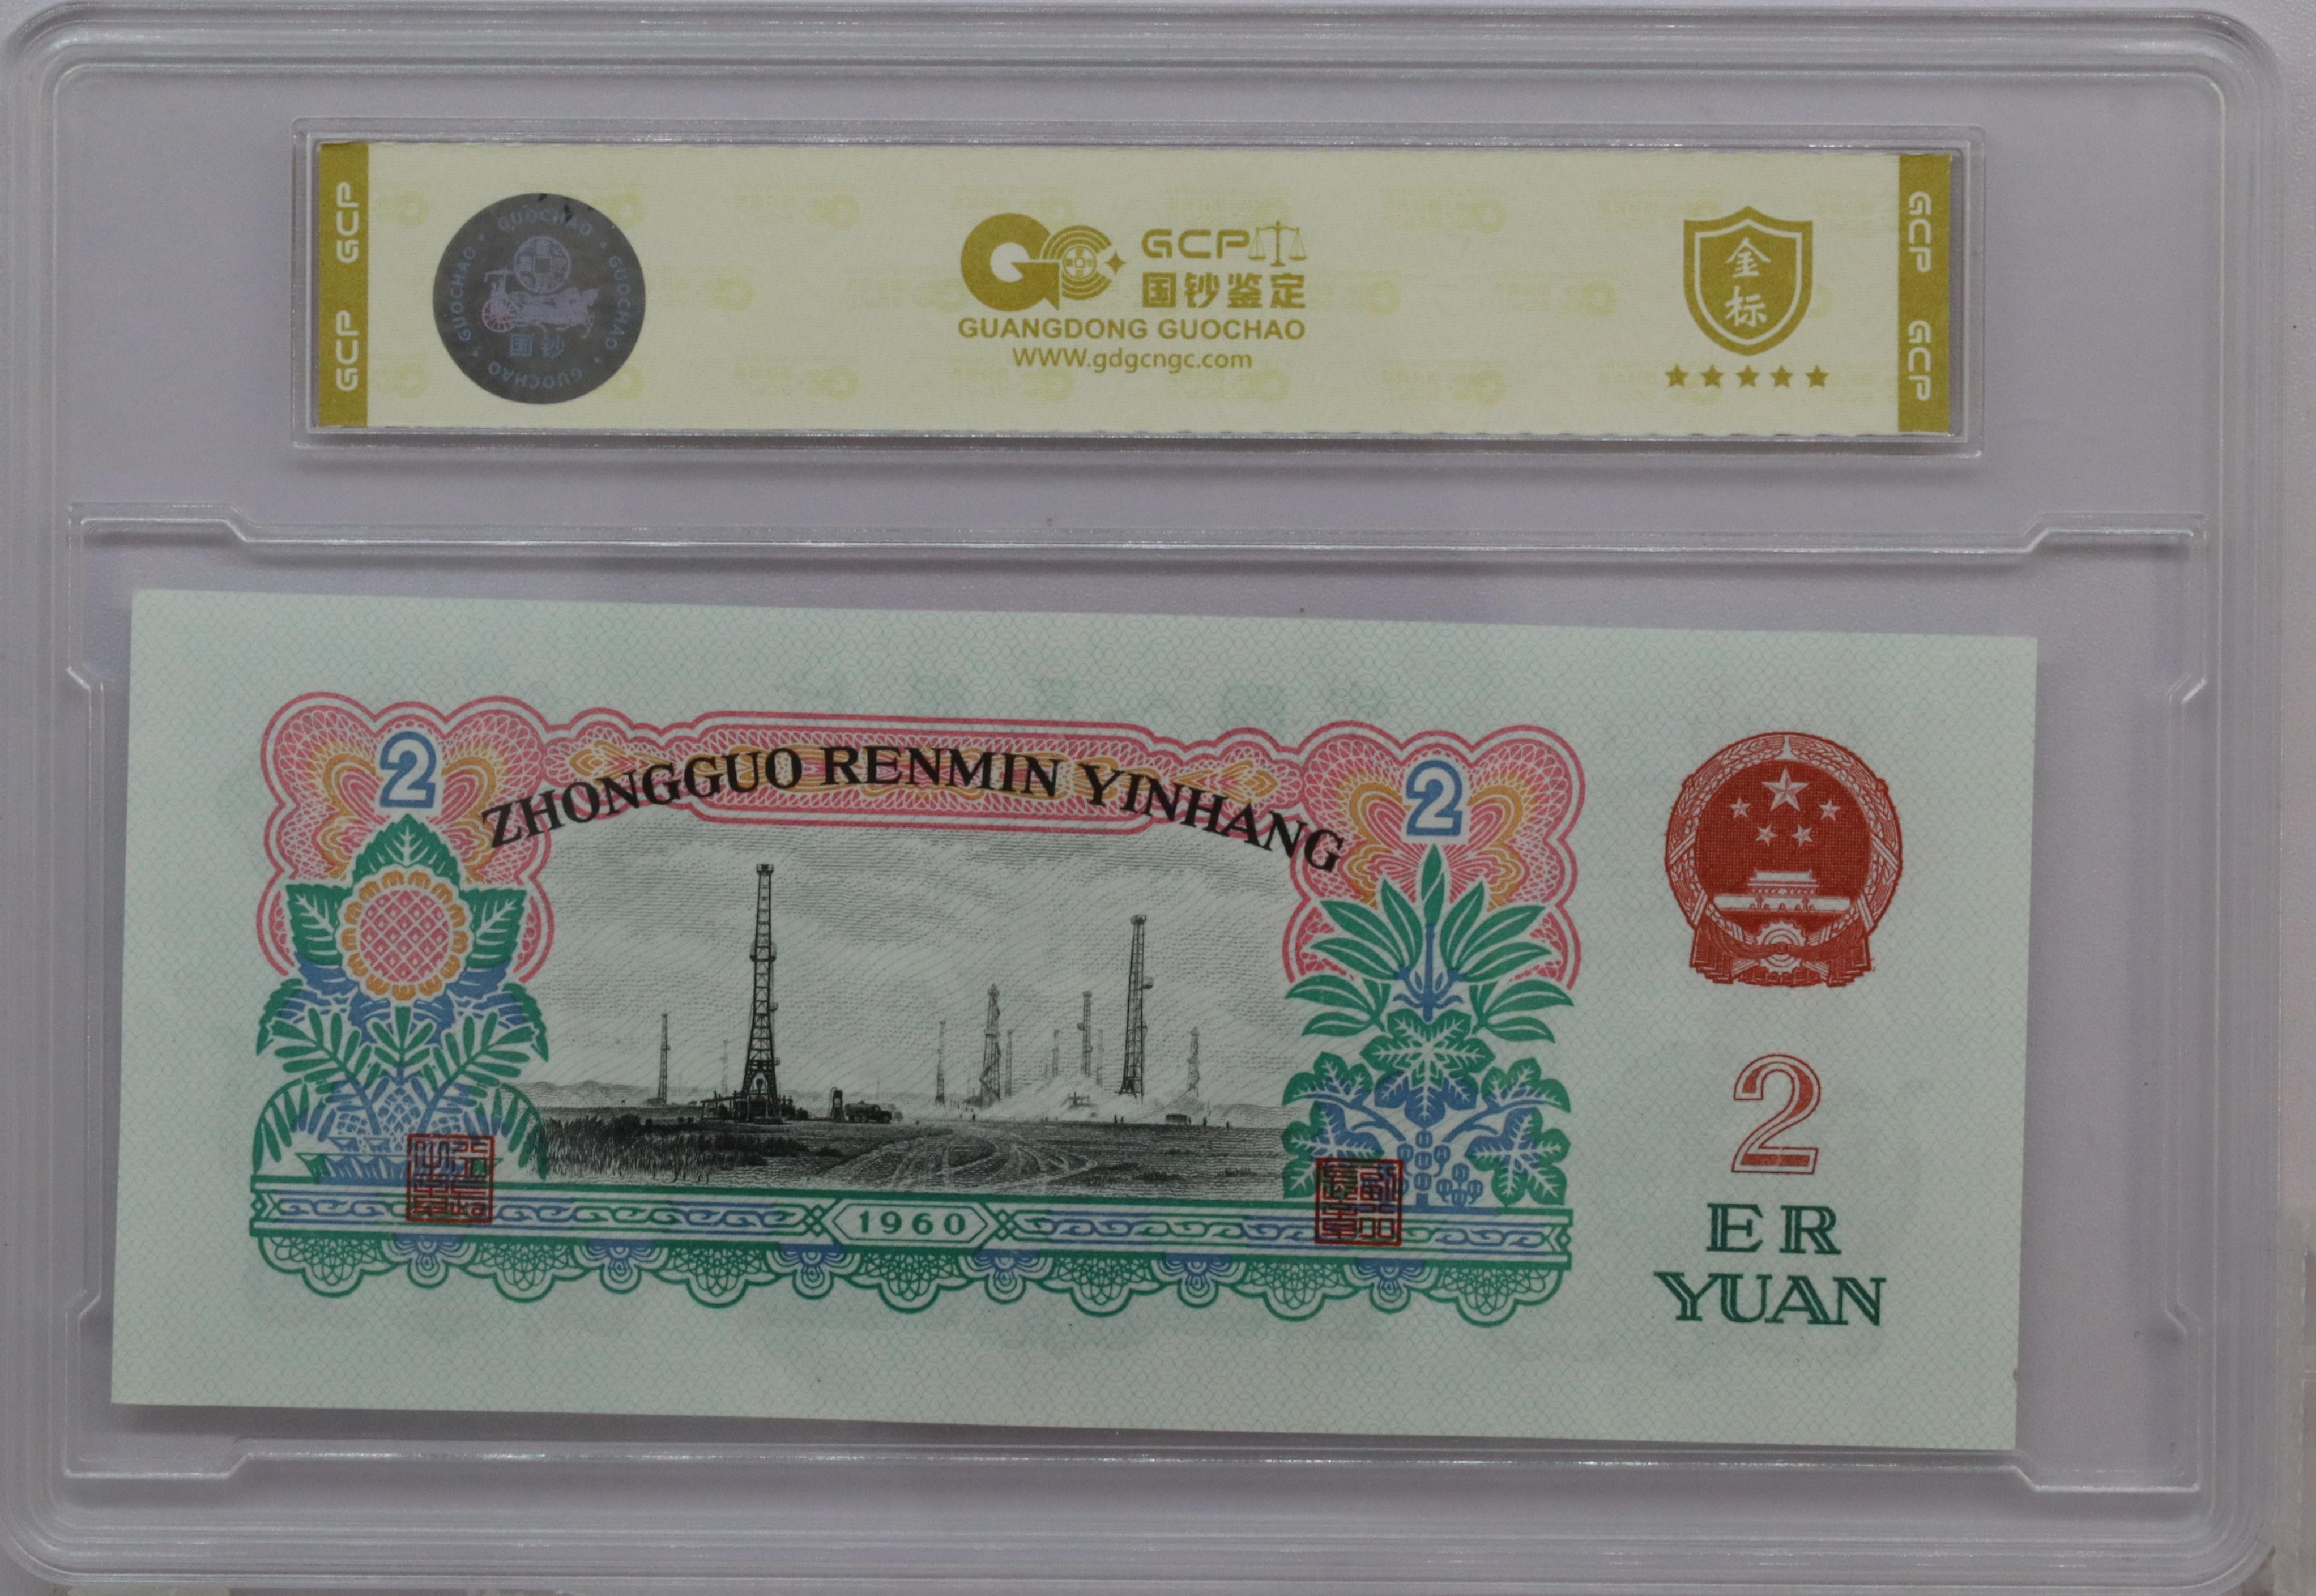 GCP GCP
GUOCHAO • GUOCHAO • GUOCHAO • GUOCHAO •
国钞
GCP
国钞鉴定
GUANGDONG GUOCHAO
WWW.gdgcngc.com
金
标
GCP GCP
2
ZHONGGUO RENMIN YINHANG
2
1960
2
ER
YUAN